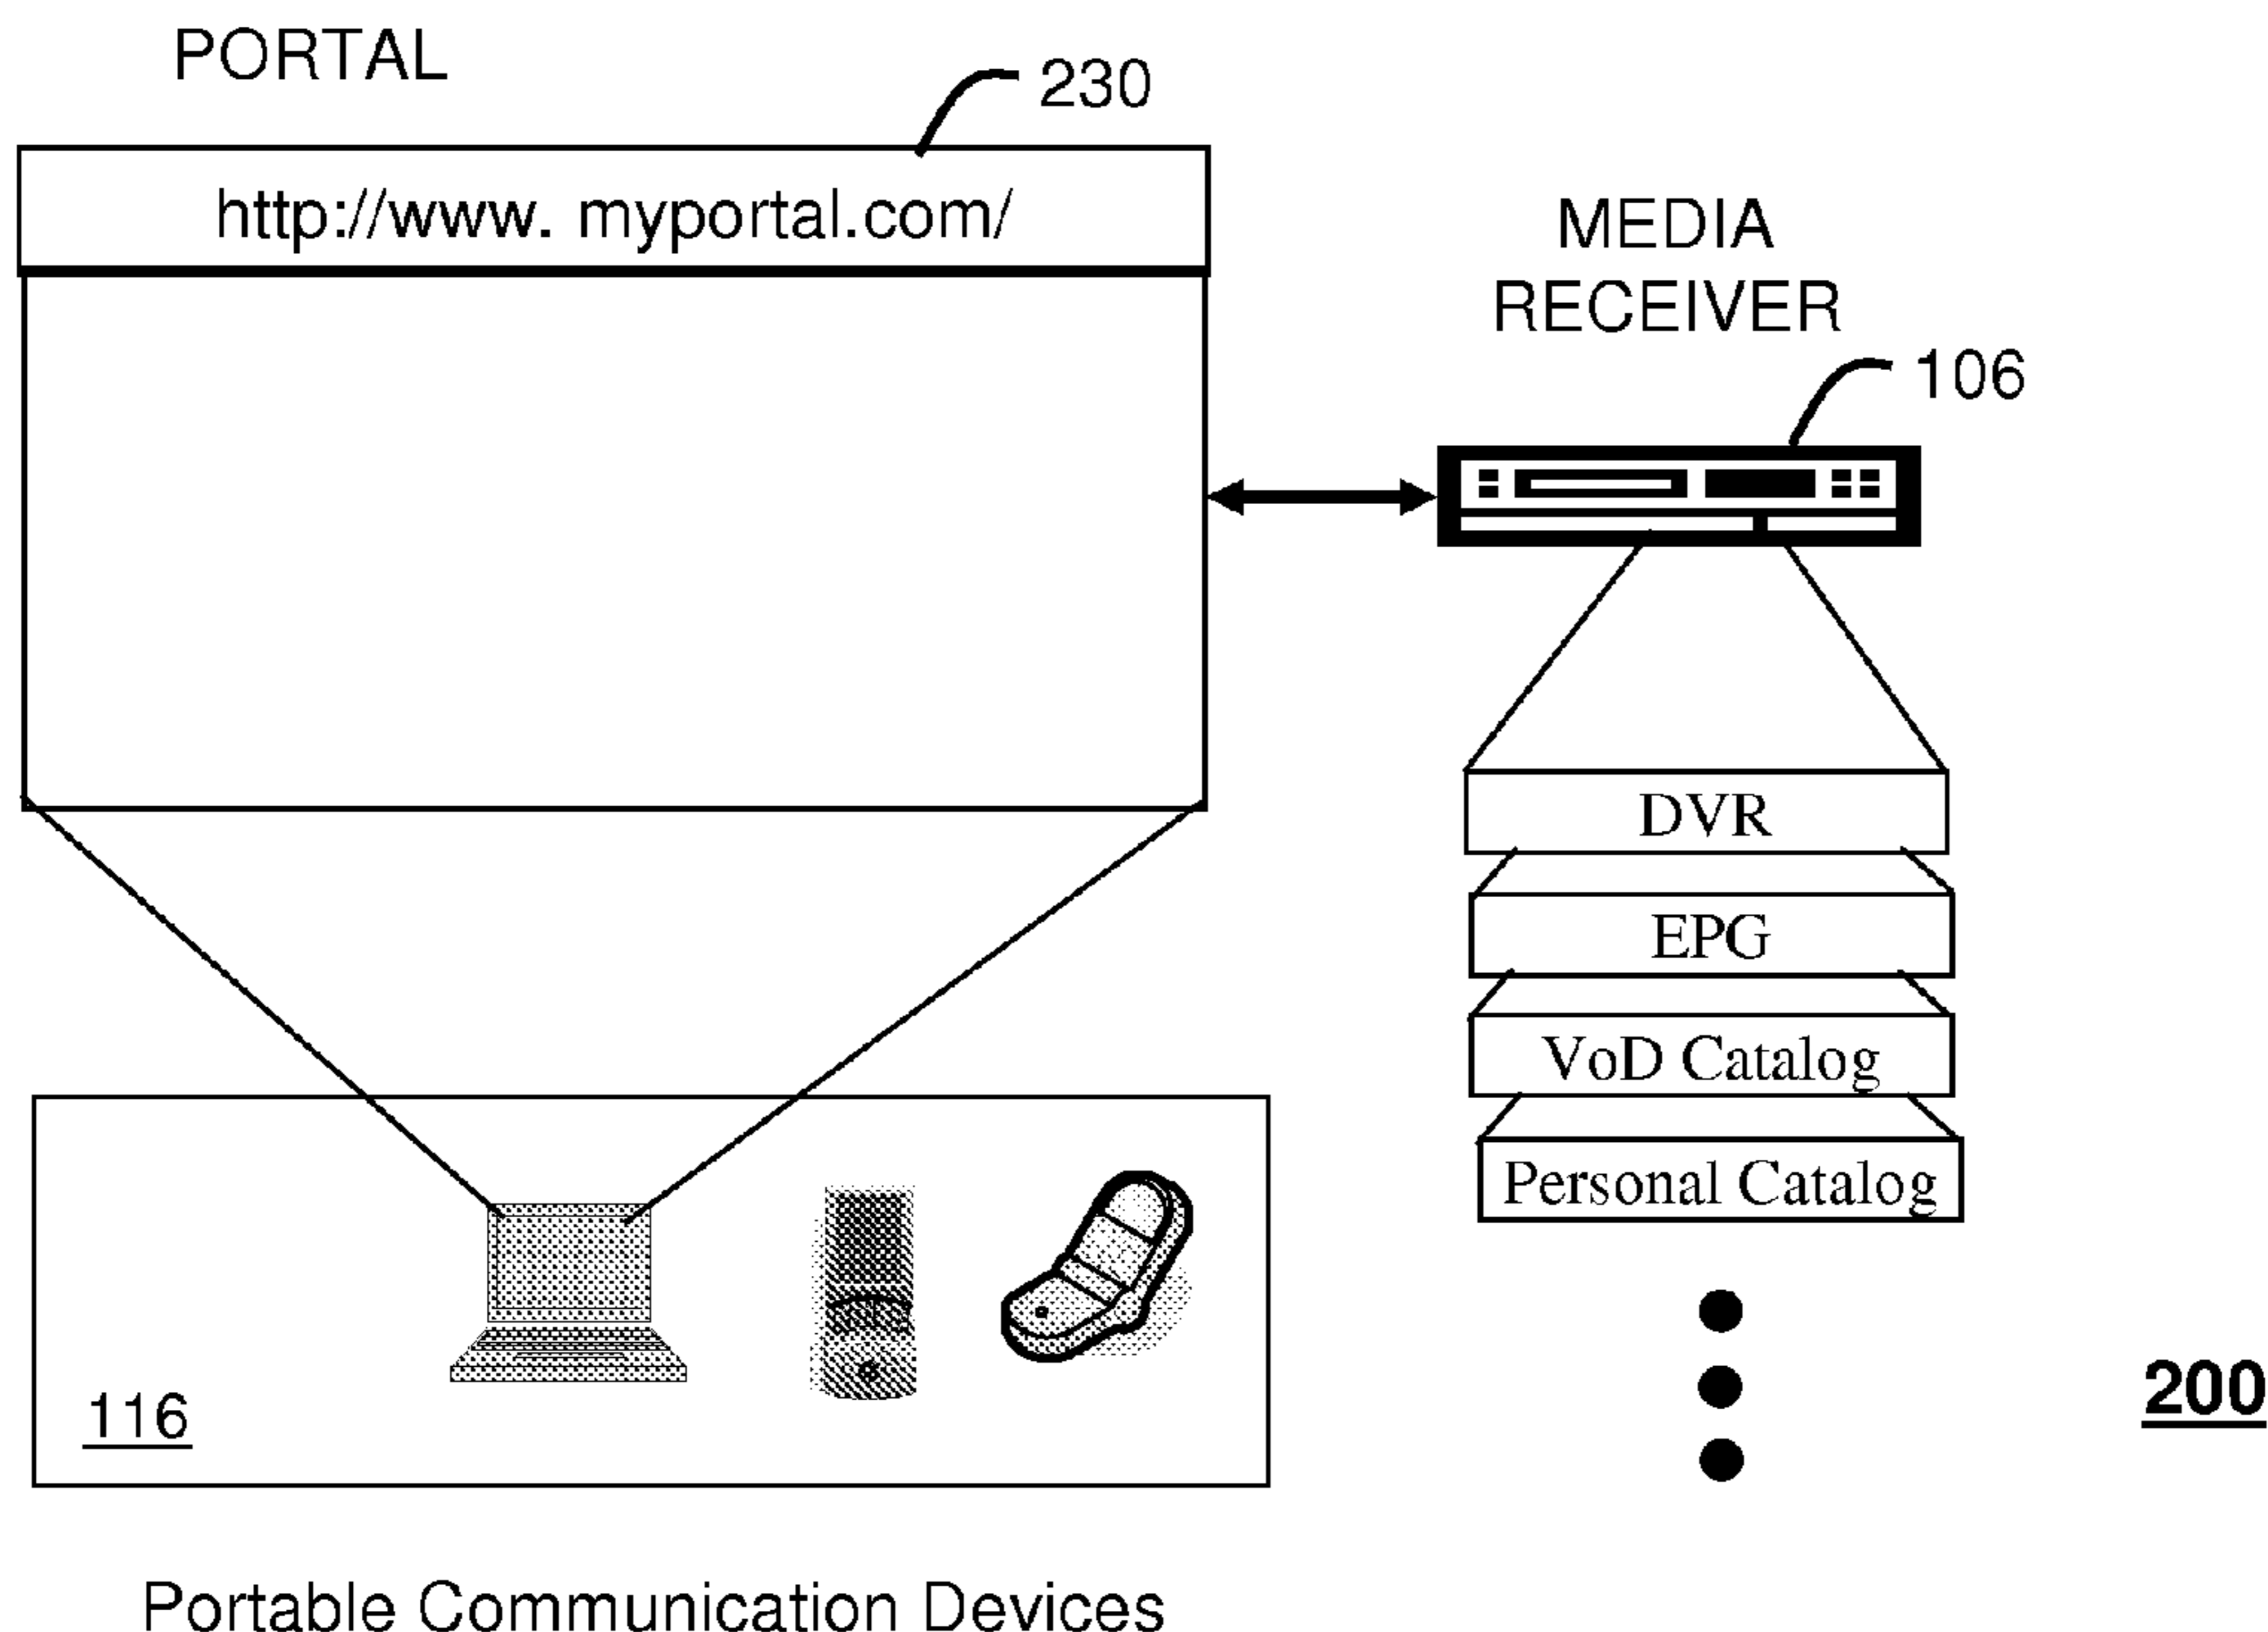 PORTAL
230
http://www. myportal.com/
MEDIA
RECEIVER
106
DVR
EPG
VoD Catalog
Personal Catalog
116
200
Portable Communication Devices